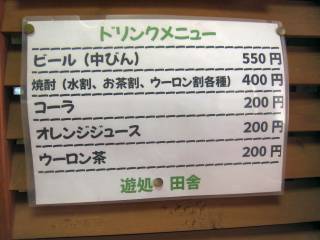 ドリンクメニュー
ビール（中びん） 550円
焼酎（水割、お茶割、ウーロン割各種） 400円
コーラ 200円
オレンジジュース 200円
ウーロン茶 200円
遊処 田舎